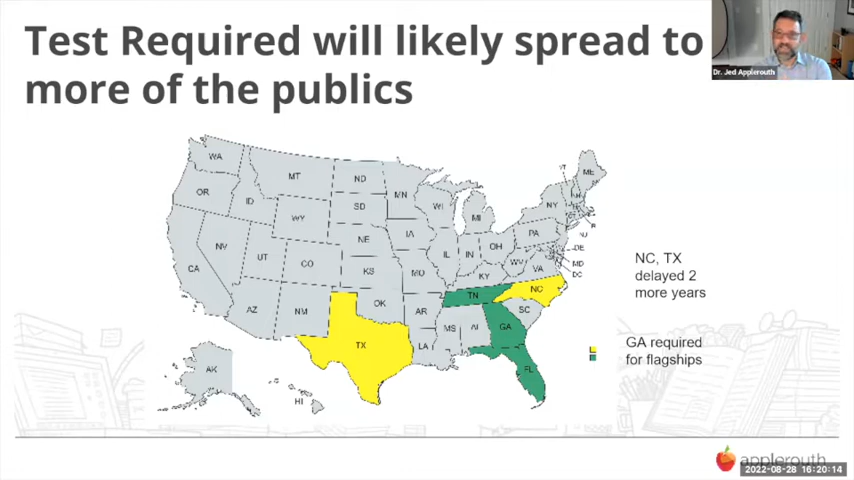 Test Required will likely spread to
more of the publics
Dr. Jed Applerouth
WA
MT
ND
MN
OR
ID
SD
WI
MI
VT
ME
NY
WY
IA
NE
PA
NJ
NV
UT
CO
IL
IN
OH
DE
MD
DC
WV
VA
KS
MO
KY
CA
NC
TN
OK
AR
SC
AZ
NM
MS
AL
GA
TX
LA
FL
AK
HI
NC, TX
delayed 2
more years
GA required
for flagships
applerouth
2022-08-28 16:20:14